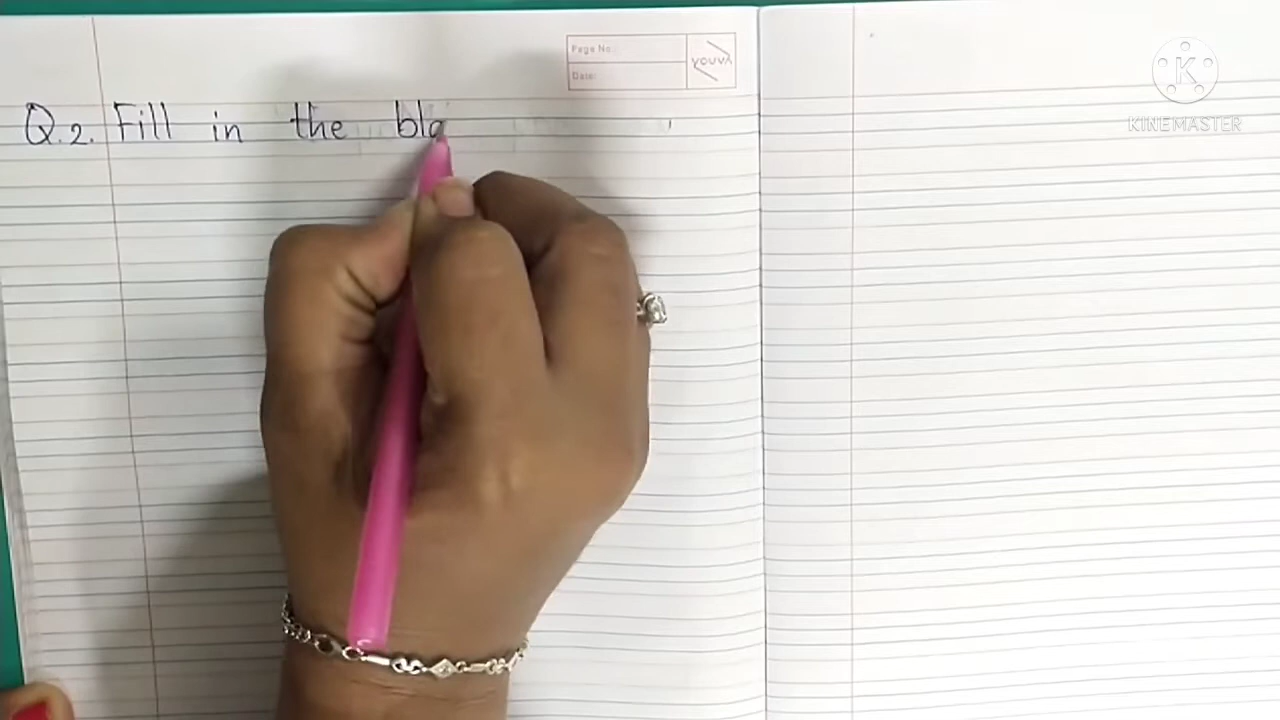 Page No.:
Date:
youva
Q.2. Fill in the bla
KINEMASTER